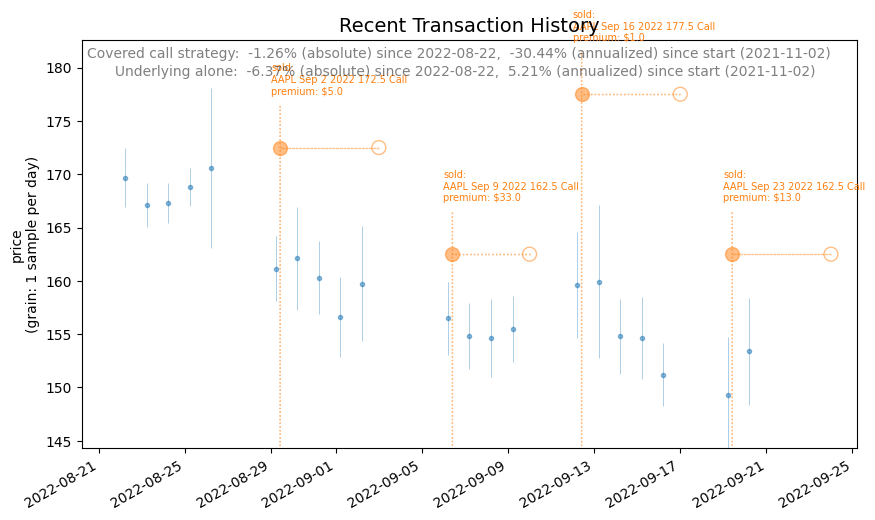 Recent Transaction History
sold:
AAPL Sep 16 2022 177.5 Call
premium: $1.0
Covered call strategy:  -1.26% (absolute) since 2022-08-22,  -30.44% (annualized) since start (2021-11-02)
Underlying alone:  -6.37% (absolute) since 2022-08-22,  5.21% (annualized) since start (2021-11-02)
sold:
AAPL Sep 2 2022 172.5 Call
premium: $5.0
sold:
AAPL Sep 9 2022 162.5 Call
premium: $33.0
sold:
AAPL Sep 23 2022 162.5 Call
premium: $13.0
price
(grain: 1 sample per day)
180
175
170
165
160
155
150
145
2022-08-21
2022-08-25
2022-08-29
2022-09-01
2022-09-05
2022-09-09
2022-09-13
2022-09-17
2022-09-21
2022-09-25